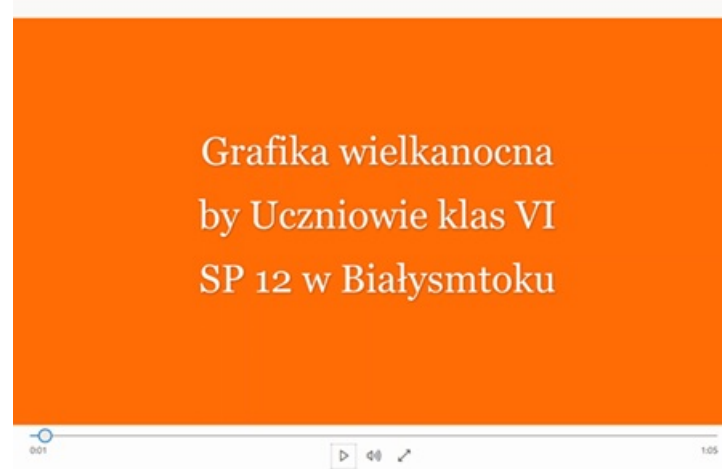 Grafika wielkanocna
by Uczniowie klas VI
SP 12 w Białysmtoku
0:01
1:05